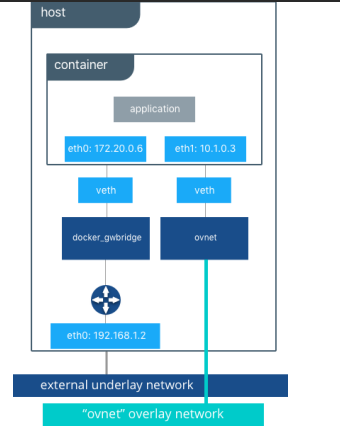 host
container
application
eth0: 172.20.0.6
eth1: 10.1.0.3
veth
veth
docker_gwbridge
ovnet
eth0: 192.168.1.2
external underlay network
“ovnet” overlay network